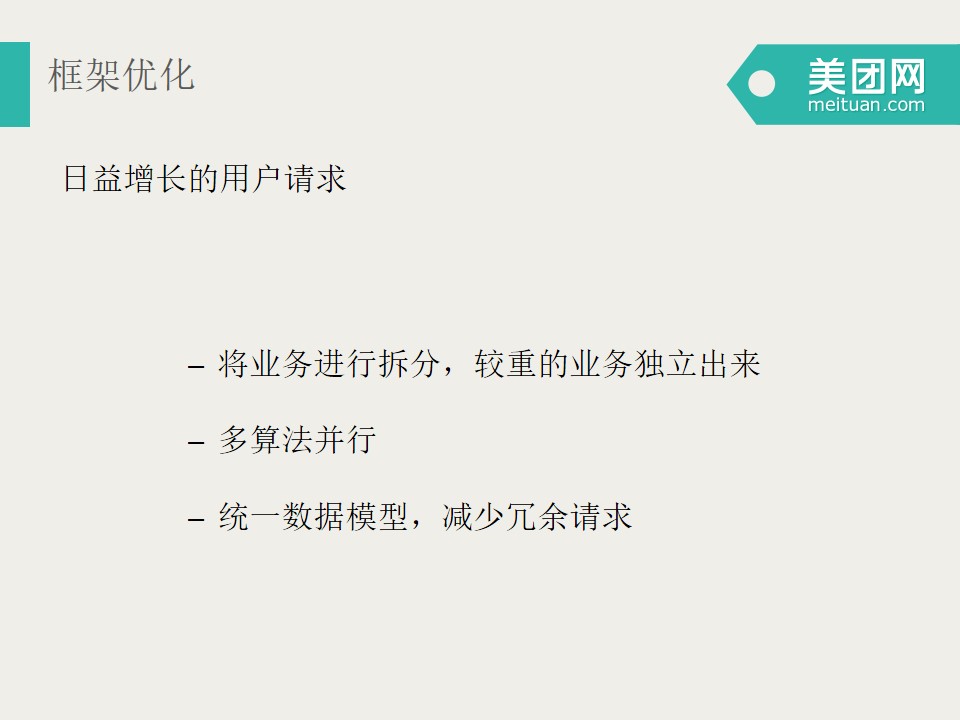 框架优化
美团网
meituan.com
日益增长的用户请求
– 将业务进行拆分，较重的业务独立出来
– 多算法并行
– 统一数据模型，减少冗余请求